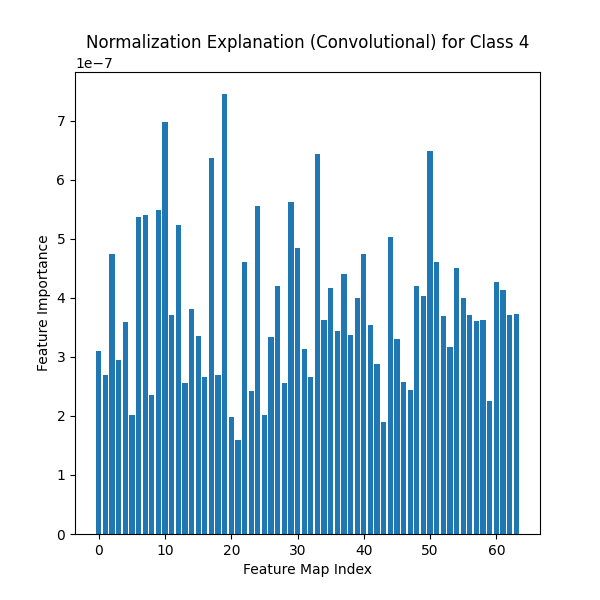 Normalization Explanation (Convolutional) for Class 4
1e−7
7
6
5
4
3
2
1
0
Feature Importance
0 10 20 30 40 50 60
Feature Map Index